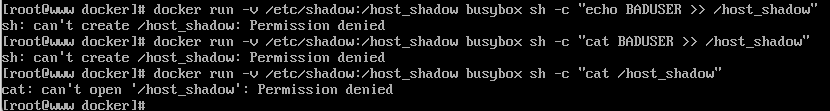 [root@www docker]# docker run -v /etc/shadow:/host_shadow busybox sh -c "echo BADUSER >> /host_shadow"
sh: can't create /host_shadow: Permission denied
[root@www docker]# docker run -v /etc/shadow:/host_shadow busybox sh -c "cat BADUSER >> /host_shadow"
sh: can't create /host_shadow: Permission denied
[root@www docker]# docker run -v /etc/shadow:/host_shadow busybox sh -c "cat /host_shadow"
cat: can't open '/host_shadow': Permission denied
[root@www docker]#